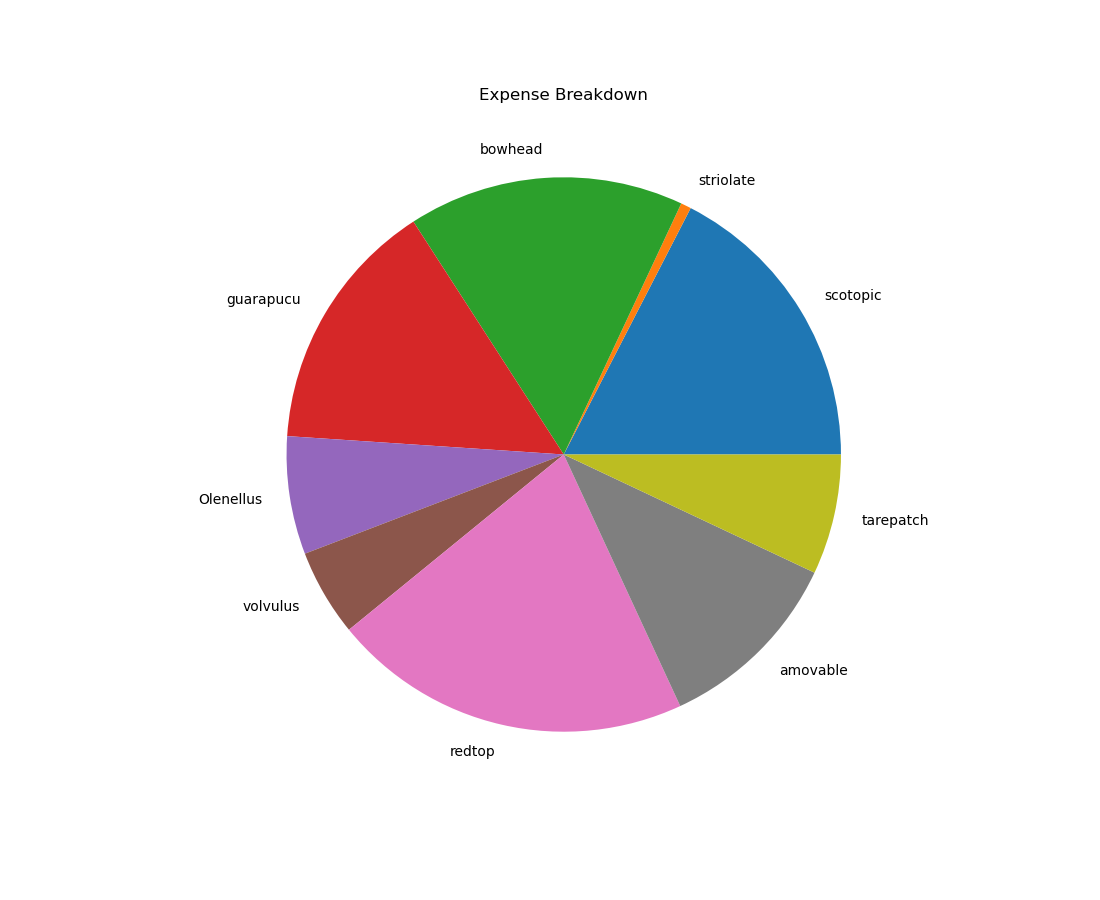 Expense Breakdown
bowhead
striolate
scotopic
guarapucu
Olenellus
tarepatch
volvulus
amovable
redtop